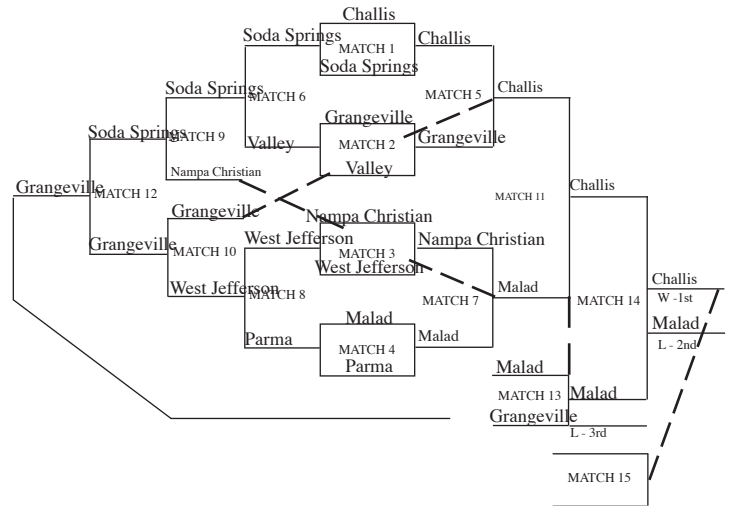 Challis
Soda Springs
MATCH 1
Challis
Soda Springs
Soda Springs
MATCH 6
MATCH 5
Challis
Grangeville
Soda Springs
MATCH 9
Valley
MATCH 2
Grangeville
Valley
Nampa Christian
Grangeville
MATCH 12
MATCH 11
Challis
Grangeville
Nampa Christian
Grangeville
MATCH 10
West Jefferson
MATCH 3
Nampa Christian
West Jefferson
West Jefferson
MATCH 8
MATCH 7
Malad
MATCH 14
Challis
W -1st
Malad
Parma
MATCH 4
Malad
L - 2nd
Malad
Parma
Malad
MATCH 13
Malad
Grangeville
L - 3rd
MATCH 15